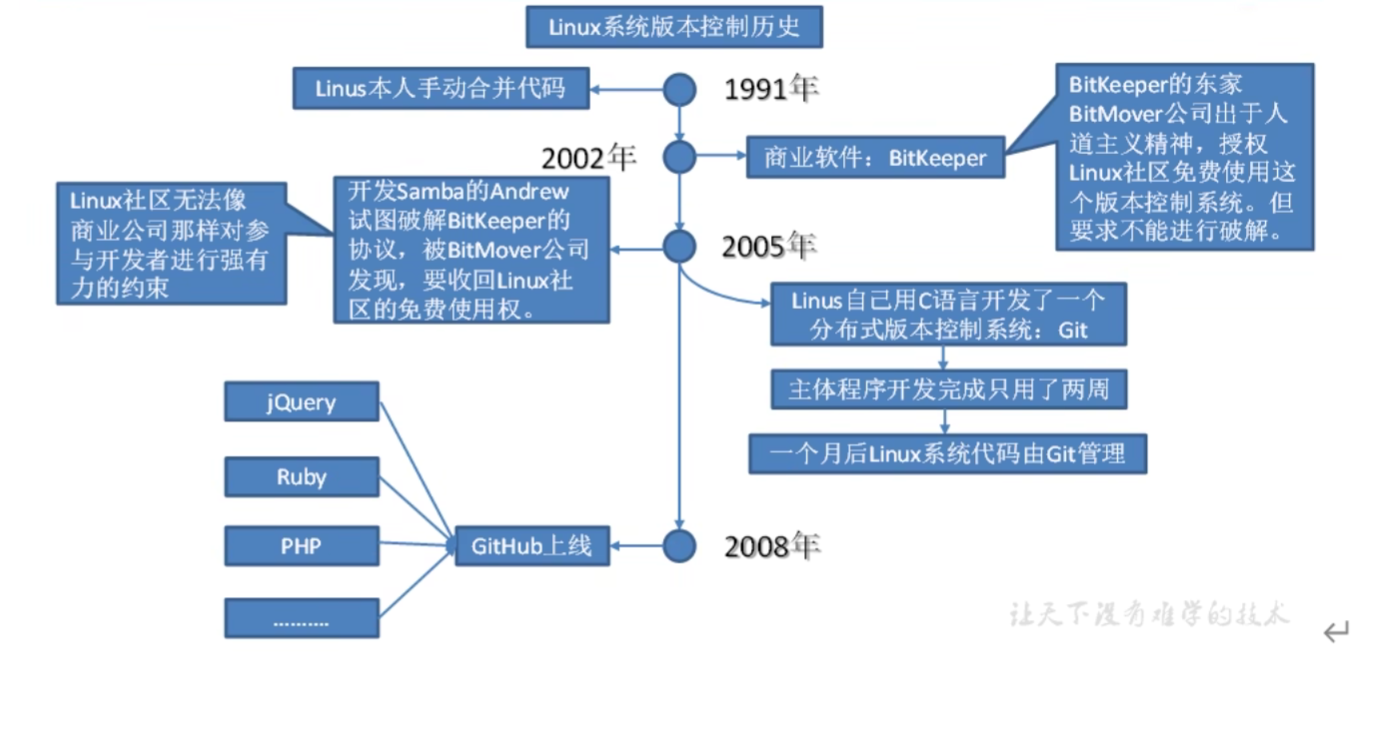 Linux系统版本控制历史
Linus本人手动合并代码
1991年
BitKeeper的东家
BitMover公司出于人
道主义精神，授权
Linux社区免费使用这
个版本控制系统。但
要求不能进行破解。
2002年
商业软件：BitKeeper
Linux社区无法像
商业公司那样对参
与开发者进行强有
力的约束
开发Samba的Andrew
试图破解BitKeeper的
协议，被BitMover公司
发现，要收回Linux社
区的免费使用权。
2005年
Linus自己用C语言开发了一个
分布式版本控制系统：Git
主体程序开发完成只用了两周
一个月后Linux系统代码由Git管理
jQuery
Ruby
PHP
..........
GitHub上线
2008年
让天下没有难学的技术